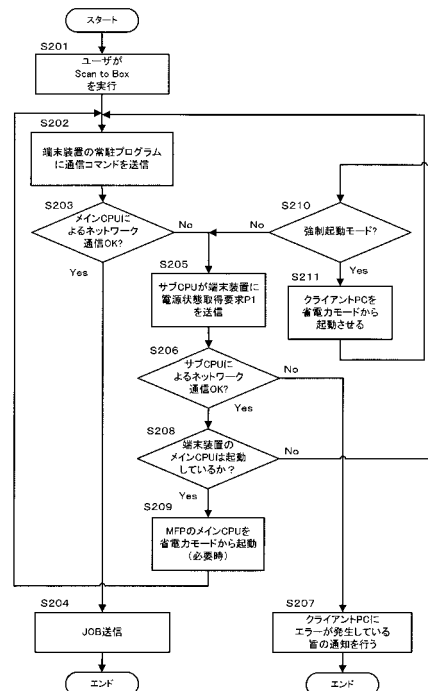 スタート
S201
ユーザが
Scan to Box
を実行
S202
端末装置の常駐プログラム
に通信コマンドを送信
S203
メインCPUに
よるネットワーク
通信OK?
No
Yes
S210
強制起動モード?
No
Yes
S211
クライアントPCを
省電力モードから
起動させる
S205
サブCPUが端末装置に
電源状態取得要求P1
を送信
S206
サブCPUに
よるネットワーク
通信OK?
No
Yes
S208
端末装置の
メインCPUは起動
しているか?
No
Yes
S209
MFPのメインCPUを
省電力モードから起動
(必要時)
S204
JOB送信
エンド
S207
クライアントPCに
エラーが発生している
旨の通知を行う
エンド